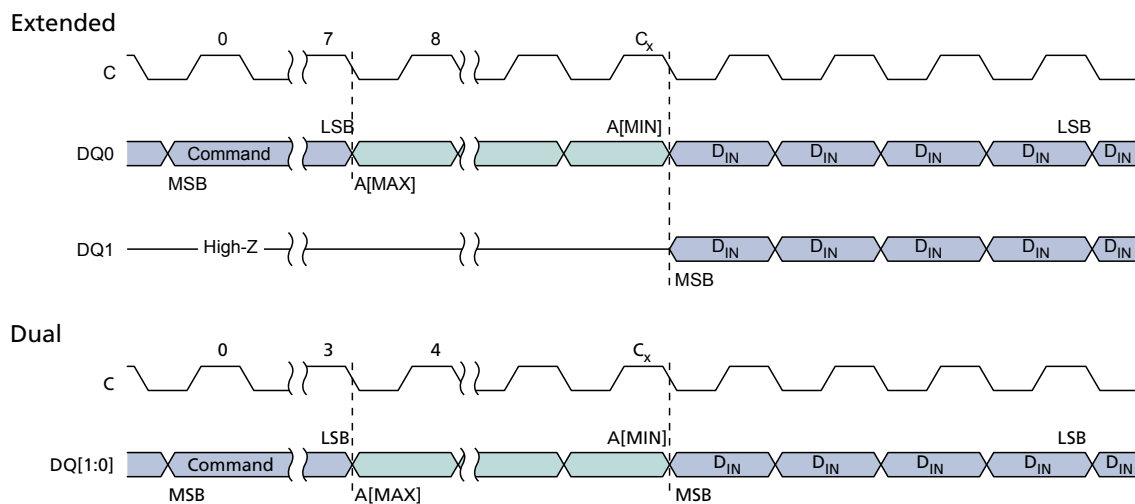 Extended
0 7 8 Cx
C
LSB A[MIN] LSB
DQ0 Command DIN DIN DIN DIN DIN
MSB A[MAX]
DQ1 High-Z DIN DIN DIN DIN DIN
MSB
Dual
0 3 4 Cx
C
LSB A[MIN] LSB
DQ[1:0] Command DIN DIN DIN DIN DIN
MSB A[MAX] MSB